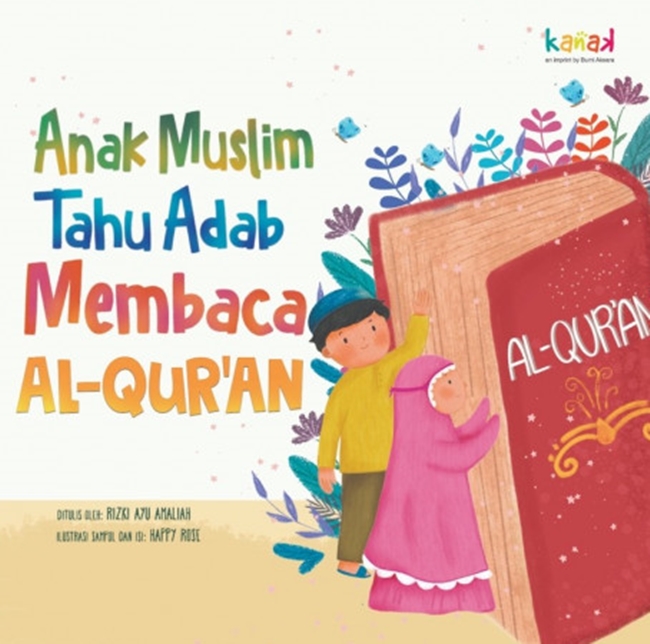 kanak
an imprint by Bumi Aksara
Anak Muslim
Tahu Adab
Membaca
AL-QUR'AN
AL-QUR'AN
DITULIS OLEH: RIZKI AYU AMALIAH
ILUSTRASI SAMPUL DAN ISI: HAPPY ROSE